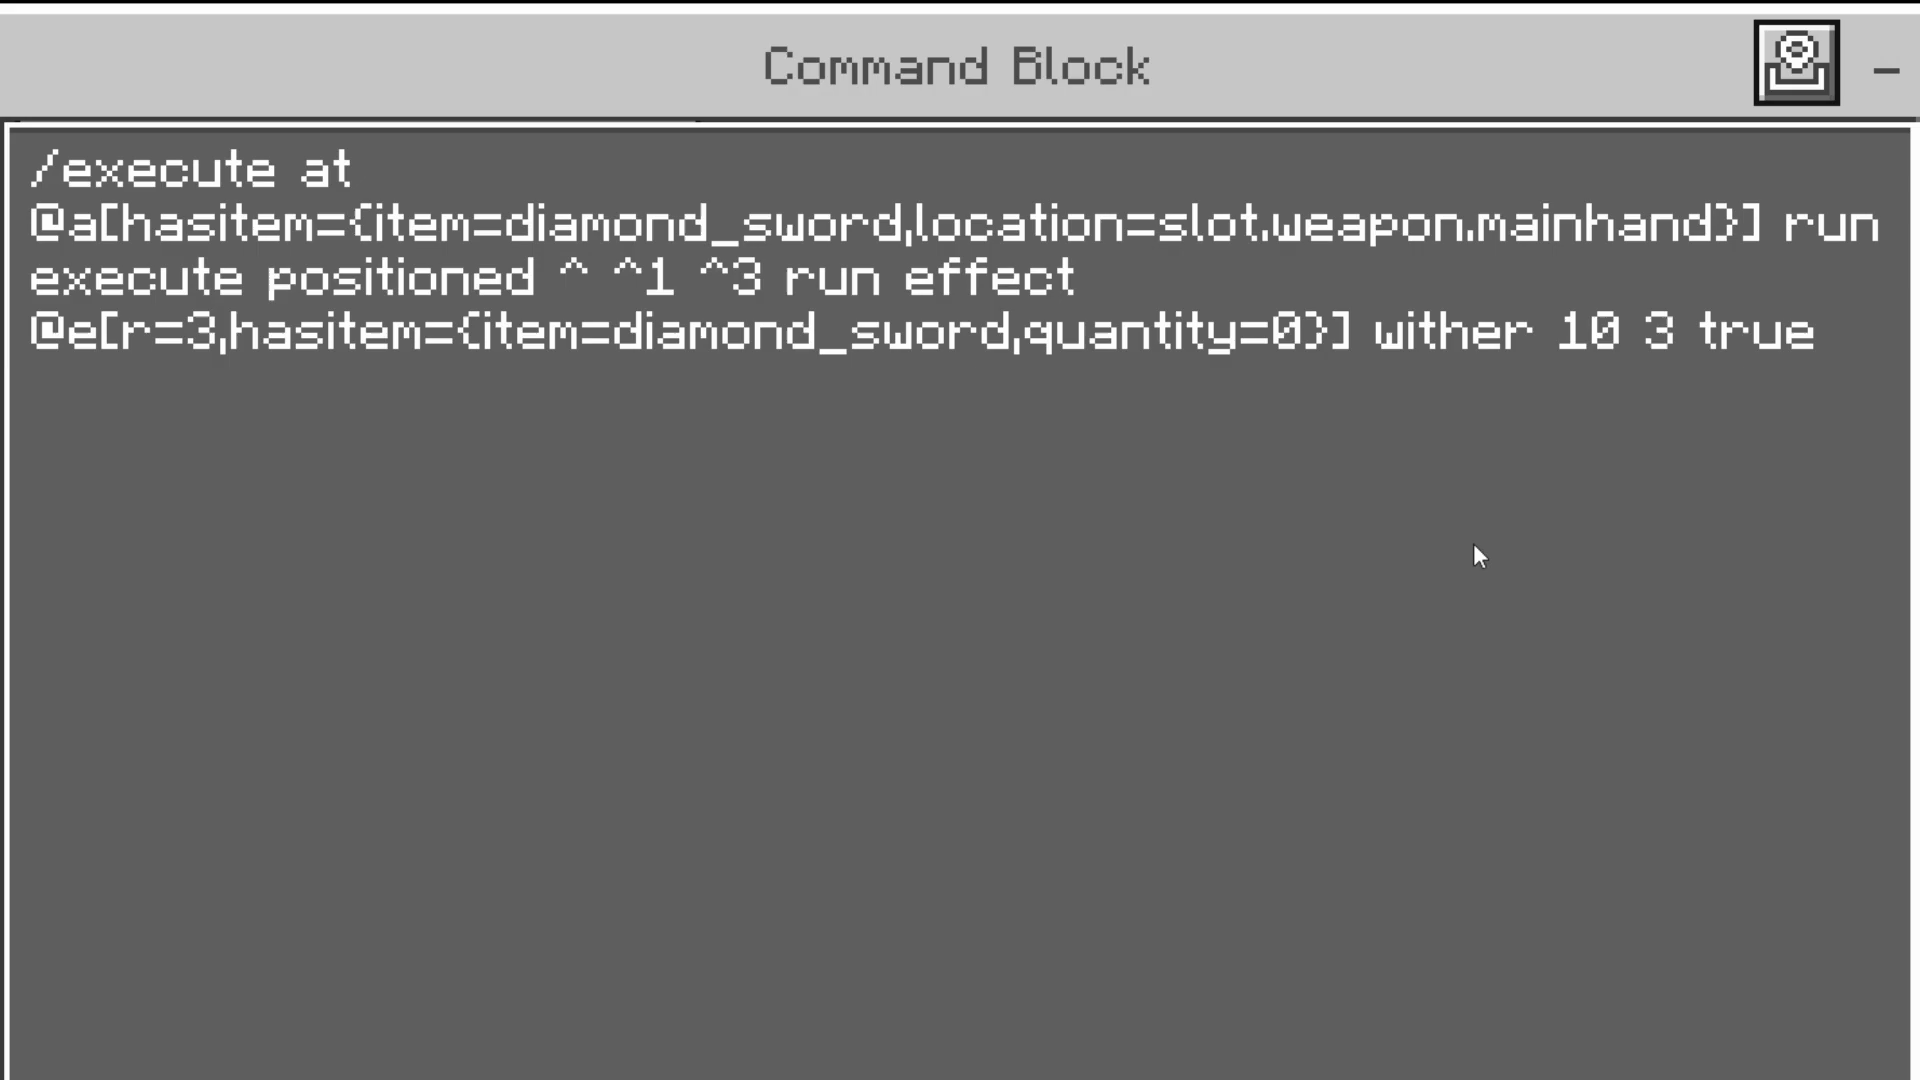 Command Block
/execute at
@a[hasitem={item=diamond_sword,location=slot.weapon.mainhand}] run
execute positioned ^ ^1 ^3 run effect
@e[r=3,hasitem={item=diamond_sword,quantity=0}] wither 10 3 true